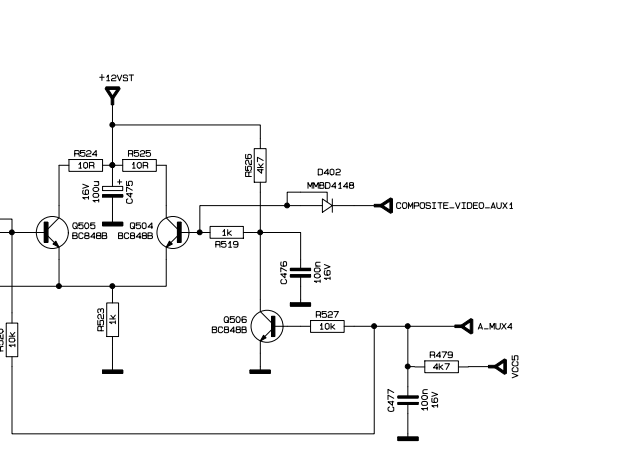 +12VST
R524
10R
R525
10R
R526
4k7
16V
100u
+
C475
D402
MMBD4148
COMPOSITE_VIDEO_AUX1
Q505
BC848B
Q504
BC848B
1k
R519
C476
100n
16V
R523
1k
Q506
BC848B
R527
10k
A_MUX4
10k
R479
4k7
VCC5
C477
100n
16V